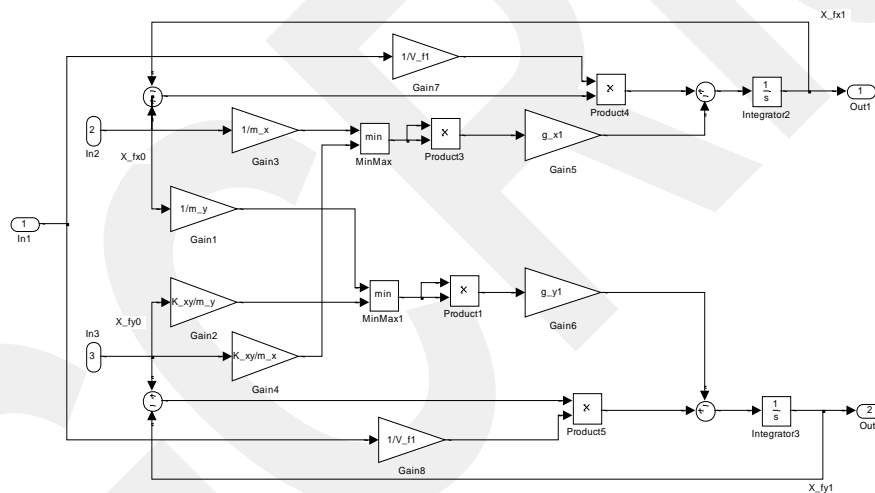 X_fx1
1/V_f1
Gain7
×
Product4
1
s
Integrator2
1
Out1
2
In2
X_fx0
1/m_x
Gain3
min
MinMax
×
Product3
g_x1
Gain5
1/m_y
Gain1
1
In1
K_xy/m_y
Gain2
min
MinMax1
×
Product1
g_y1
Gain6
X_fy0
In3
3
K_xy/m_x
Gain4
×
Product5
1
s
Integrator3
2
Out
1/V_f1
Gain8
X_fy1